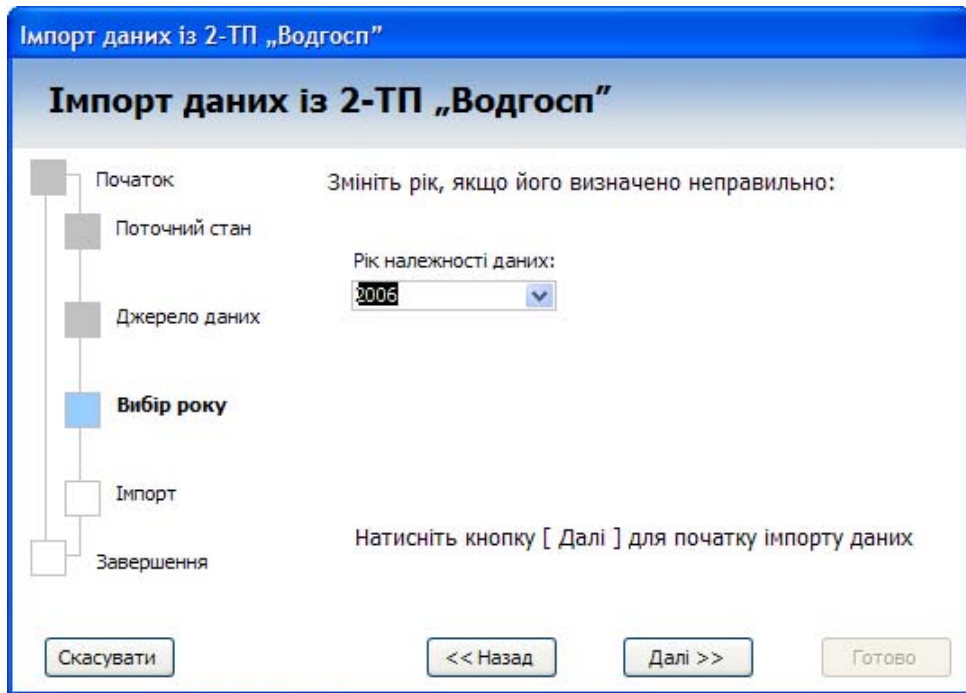 Імпорт даних із 2-ТП „Водгосп”
Імпорт даних із 2-ТП „Водгосп”
Початок
Поточний стан
Джерело даних
Вибір року
Імпорт
Завершення
Змініть рік, якщо його визначено неправильно:
Рік належності даних:
2006
Натисніть кнопку [ Далі ] для початку імпорту даних
Скасувати
<< Назад
Далі >>
Готово